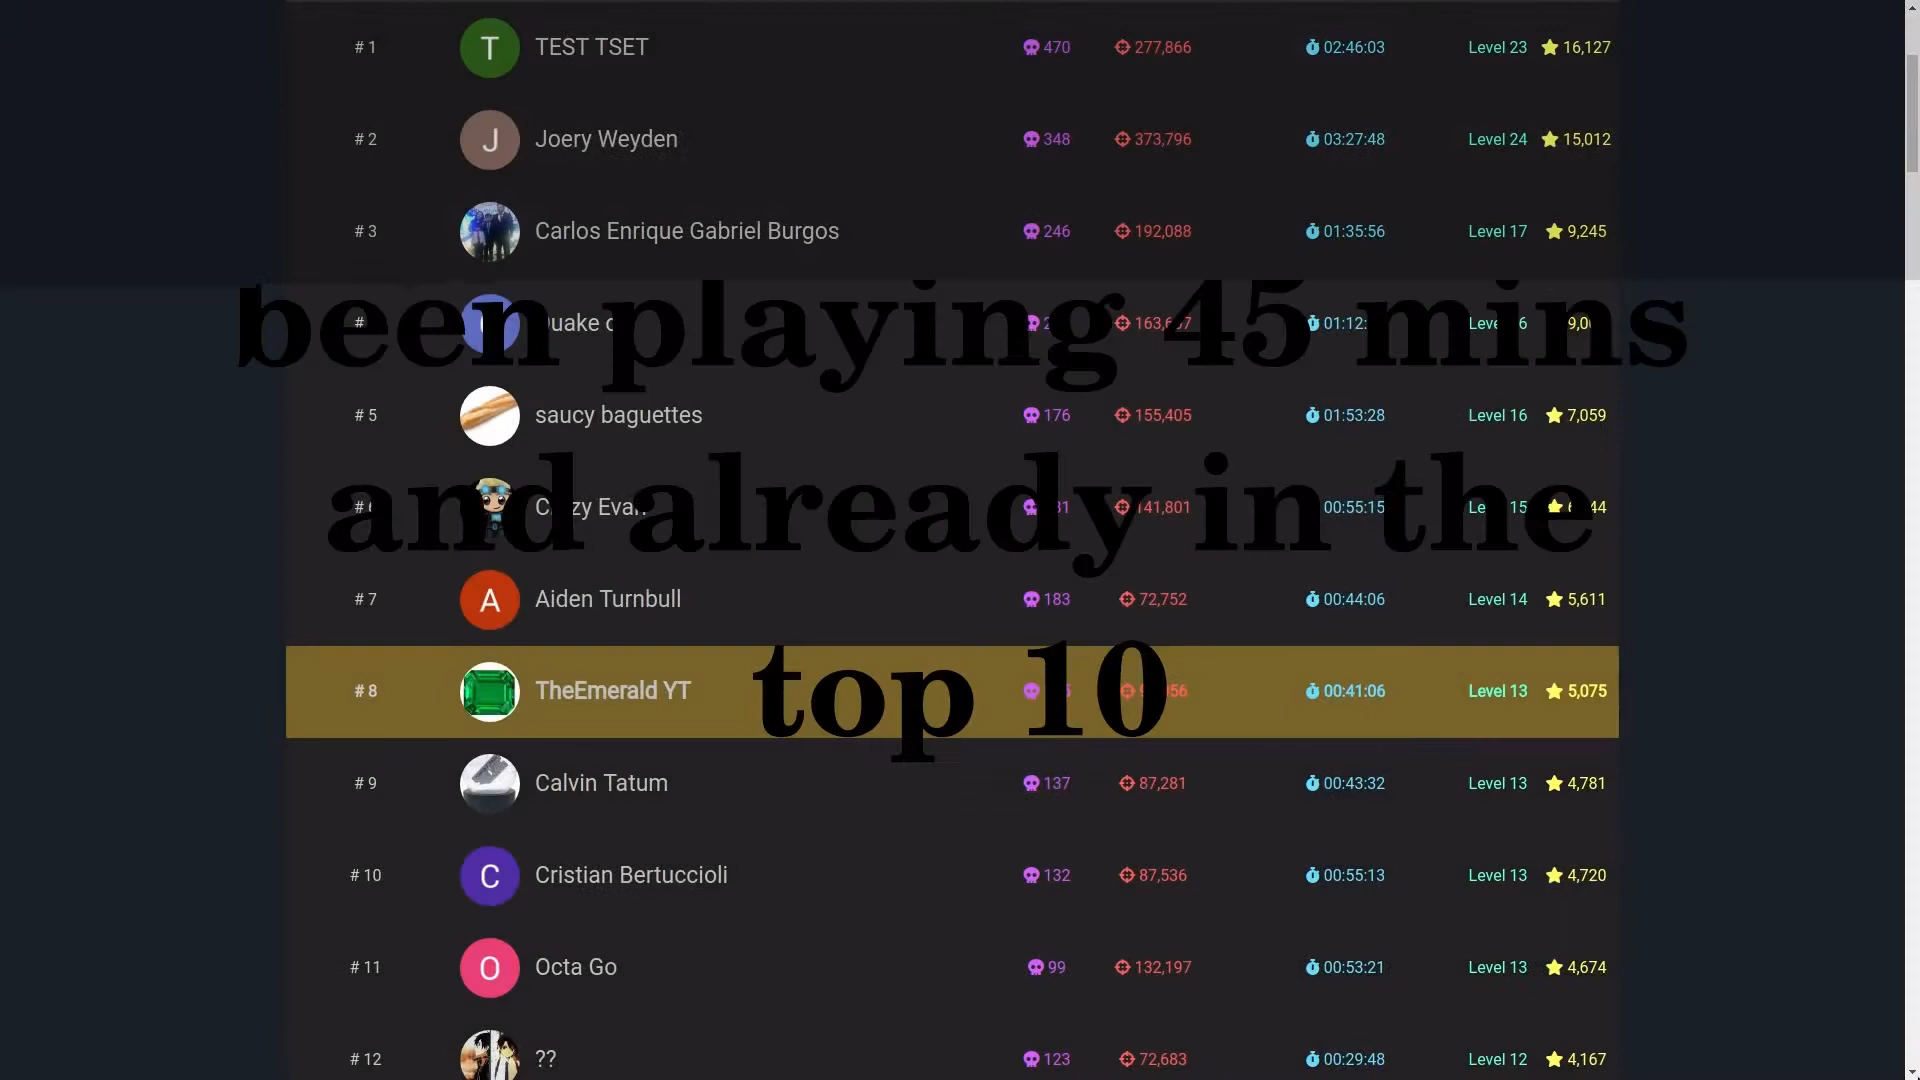 # 1 T TEST TSET 470 277,866 02:46:03 Level 23 16,127
# 2 J Joery Weyden 348 373,796 03:27:48 Level 24 15,012
# 3 Carlos Enrique Gabriel Burgos 246 192,088 01:35:56 Level 17 9,245
been playing 45 mins
# 5 saucy baguettes 176 155,405 01:53:28 Level 16 7,059
and already in the
141,801 00:55:15
# 7 A Aiden Turnbull 183 72,752 00:44:06 Level 14 5,611
# 8 TheEmerald YT 00:41:06 Level 13 5,075
top 10
# 9 Calvin Tatum 137 87,281 00:43:32 Level 13 4,781
# 10 C Cristian Bertuccioli 132 87,536 00:55:13 Level 13 4,720
# 11 O Octa Go 99 132,197 00:53:21 Level 13 4,674
# 12 ?? 123 72,683 00:29:48 Level 12 4,167